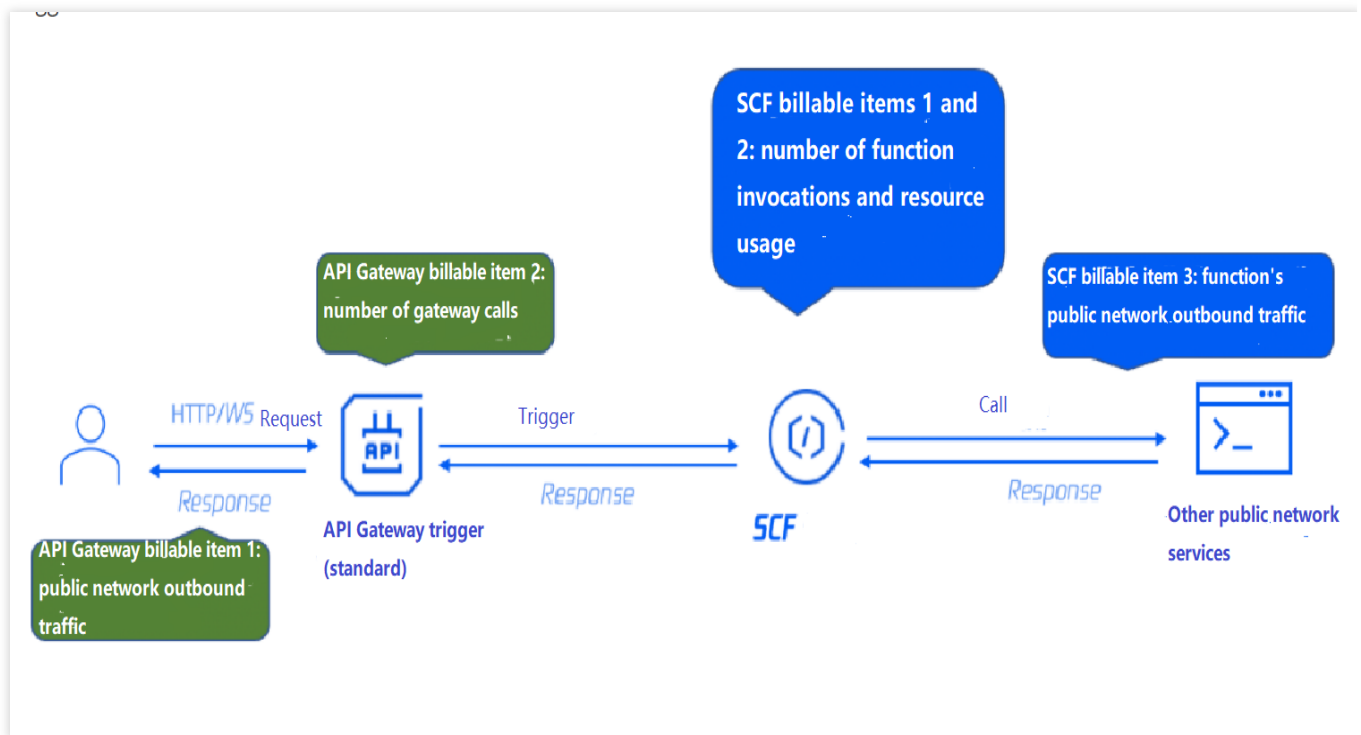 SCF billable items 1 and
2: number of function
invocations and resource
usage
API Gateway billable item 2:
number of gateway calls
SCF billable item 3: function's
public network outbound traffic
HTTP/WS Request
Trigger
Call
API
Response
Response
Response
API Gateway trigger
(standard)
SCF
Other public network
services
API Gateway billable item 1:
public network outbound
traffic